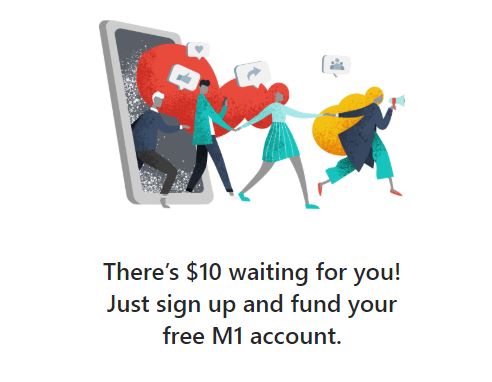 There's $10 waiting for you!
Just sign up and fund your
free M1 account.